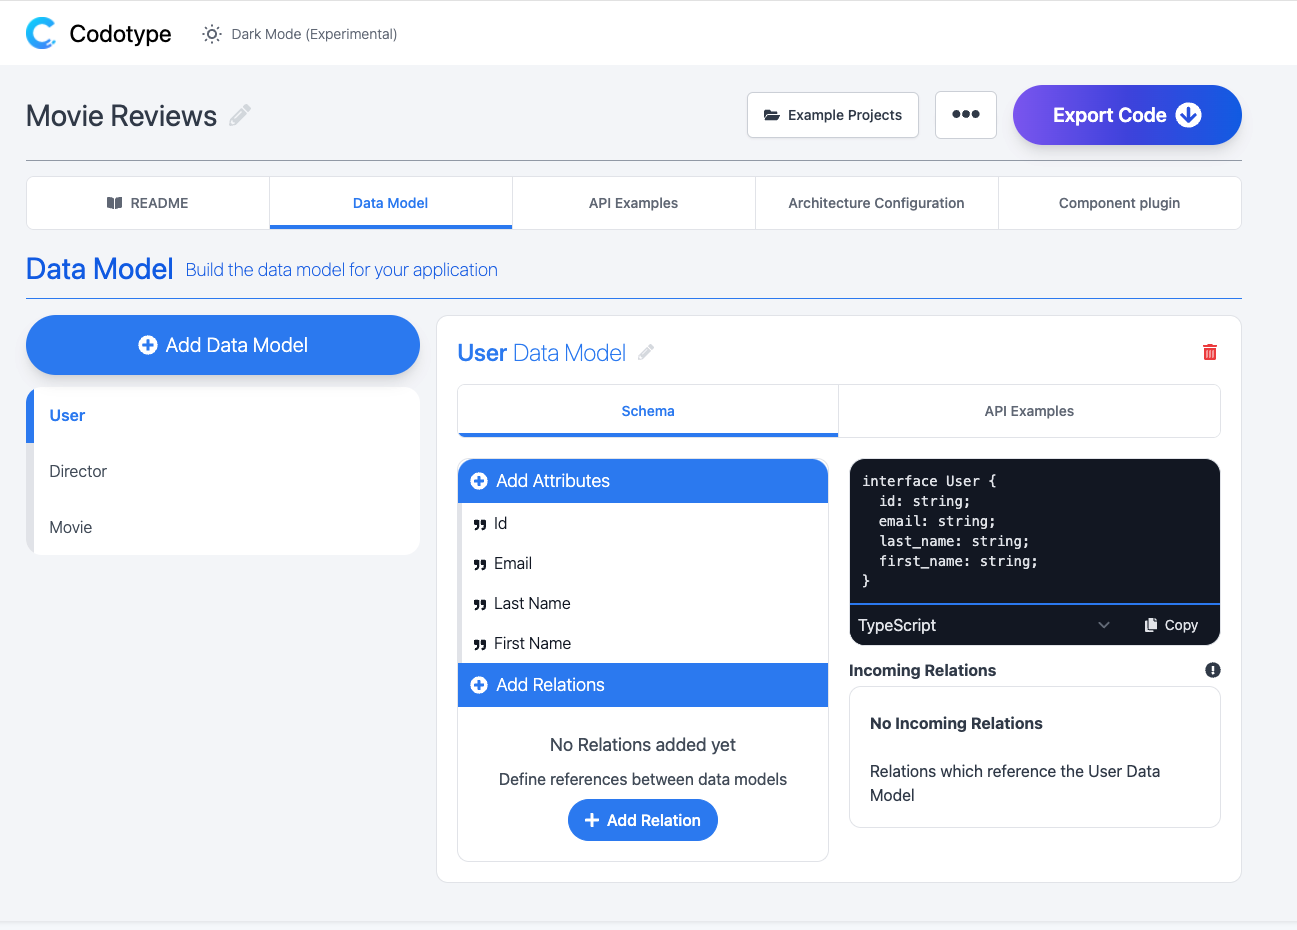 Codotype
Dark Mode (Experimental)
Movie Reviews
Example Projects
Export Code
README
Data Model
API Examples
Architecture Configuration
Component plugin
Data Model
Build the data model for your application
Add Data Model
User
Director
Movie
User Data Model
Schema
API Examples
Add Attributes
Id
Email
Last Name
First Name
Add Relations
No Relations added yet
Define references between data models
Add Relation
interface User {
  id: string;
  email: string;
  last_name: string;
  first_name: string;
}
TypeScript
Copy
Incoming Relations
No Incoming Relations
Relations which reference the User Data
Model